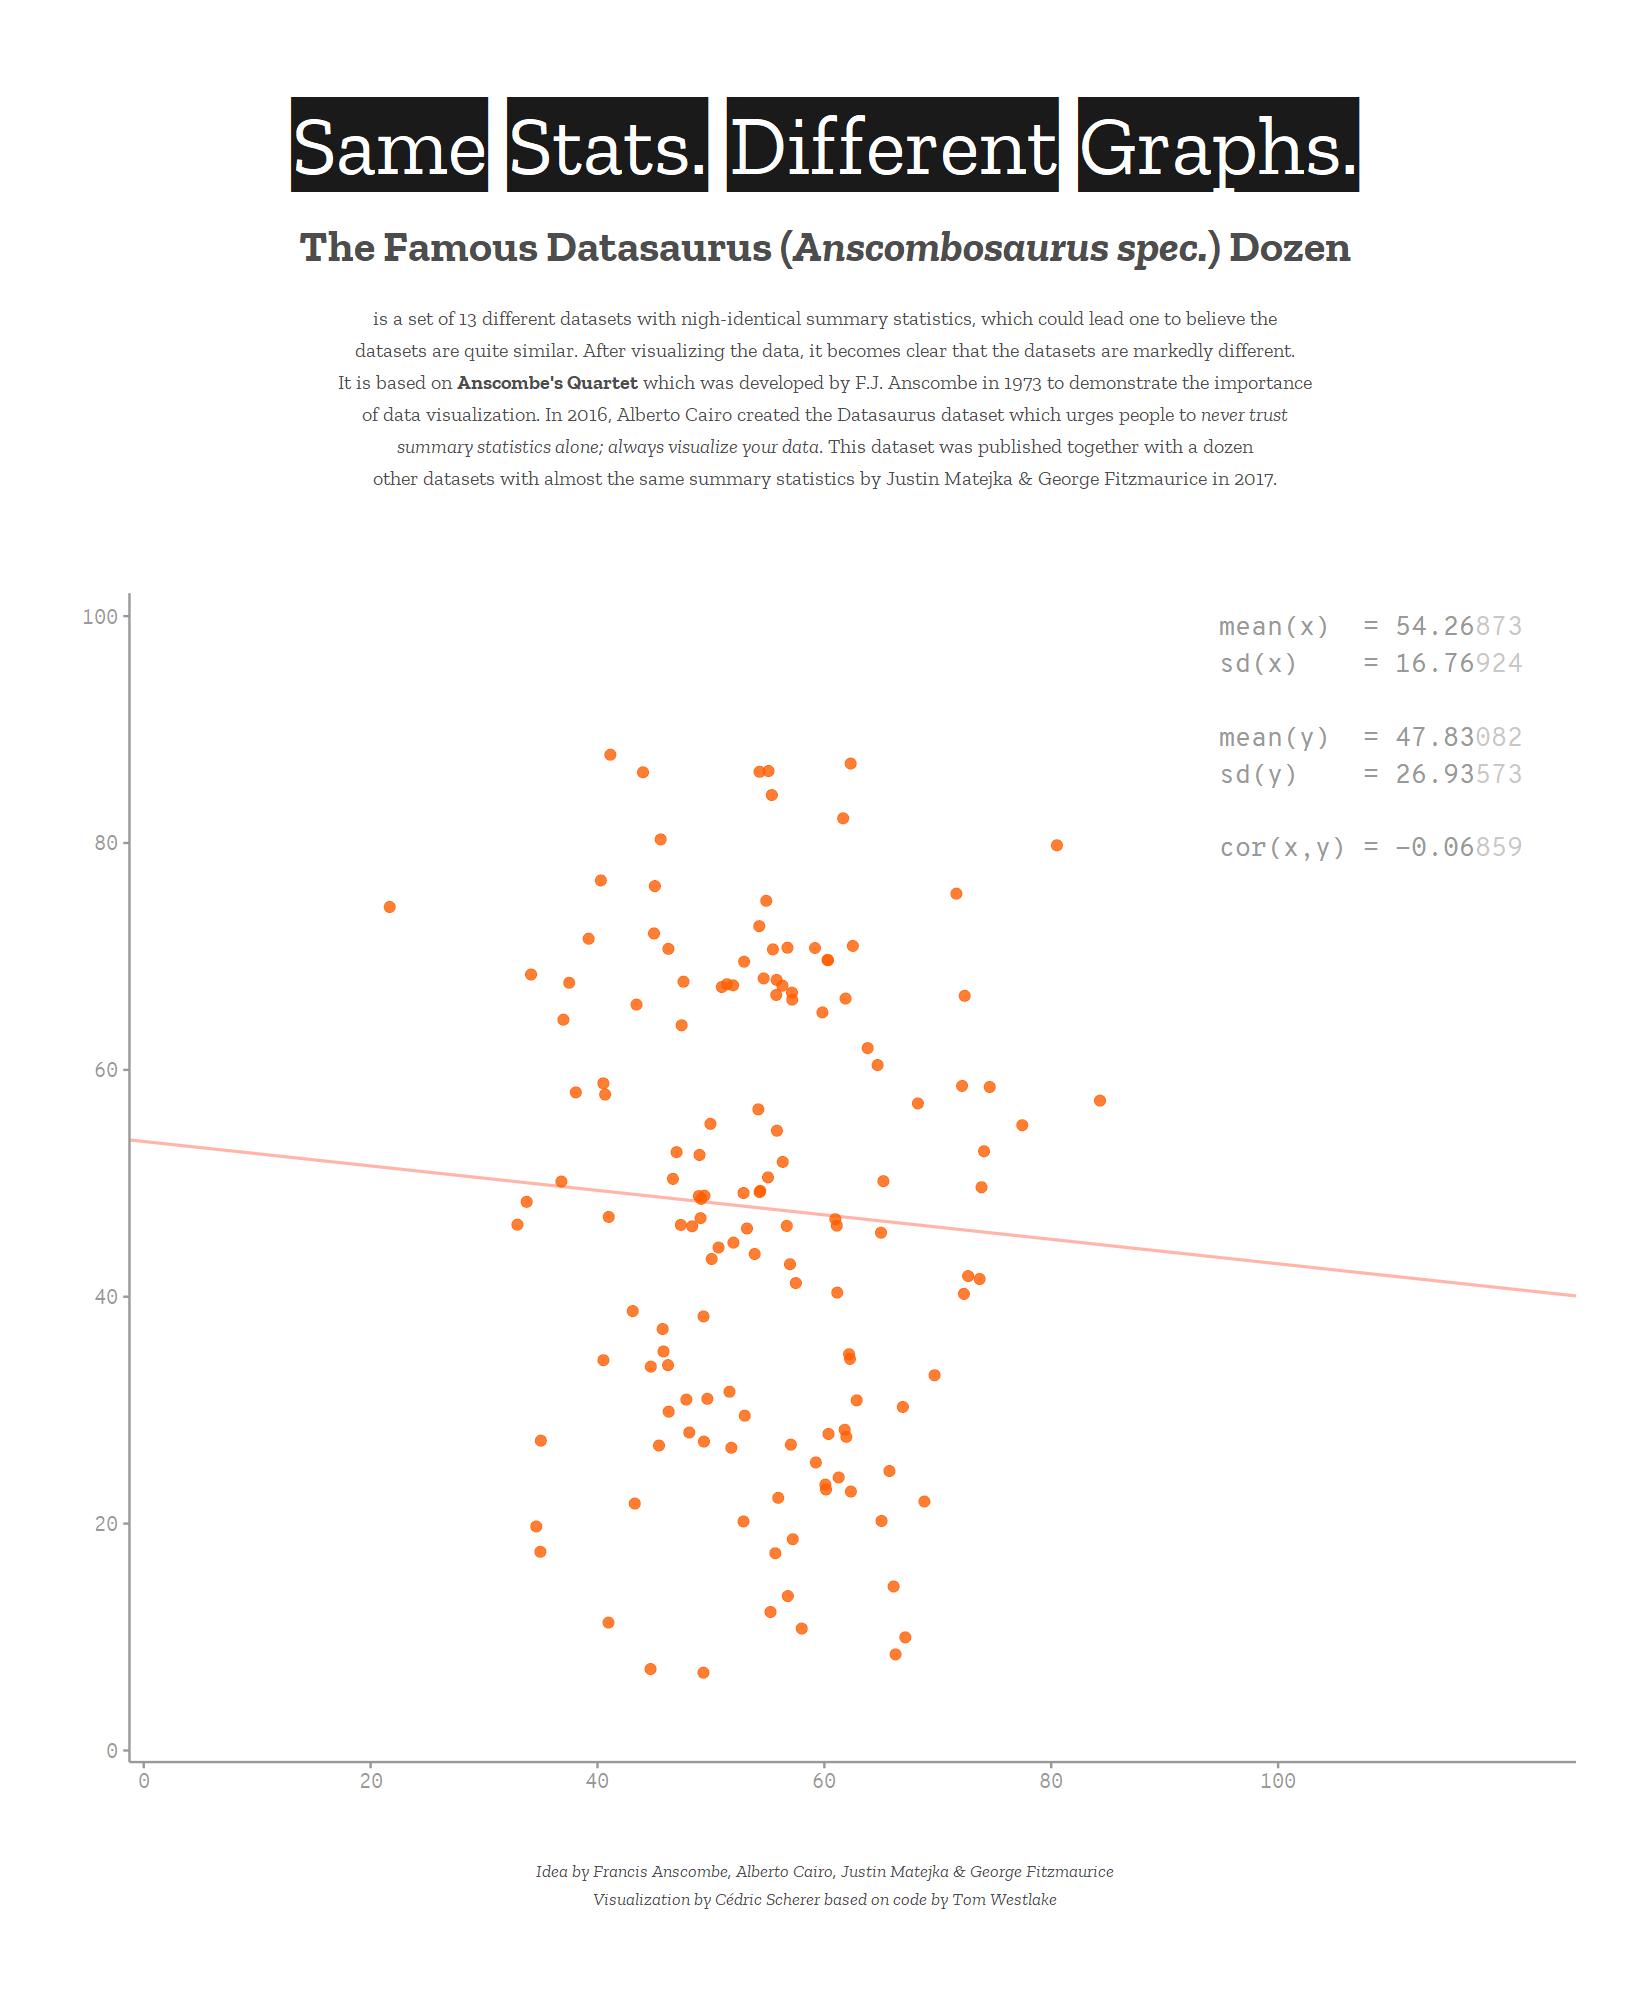 Same Stats. Different Graphs.
The Famous Datasaurus (Anscombosaurus spec.) Dozen
is a set of 13 different datasets with nigh-identical summary statistics, which could lead one to believe the
datasets are quite similar. After visualizing the data, it becomes clear that the datasets are markedly different.
It is based on Anscombe's Quartet which was developed by F.J. Anscombe in 1973 to demonstrate the importance
of data visualization. In 2016, Alberto Cairo created the Datasaurus dataset which urges people to never trust
summary statistics alone; always visualize your data. This dataset was published together with a dozen
other datasets with almost the same summary statistics by Justin Matejka & George Fitzmaurice in 2017.
mean(x) = 54.26873
sd(x) = 16.76924
mean(y) = 47.83082
sd(y) = 26.93573
cor(x,y) = −0.06859
100
80
60
40
20
0
0 20 40 60 80 100
Idea by Francis Anscombe, Alberto Cairo, Justin Matejka & George Fitzmaurice
Visualization by Cédric Scherer based on code by Tom Westlake